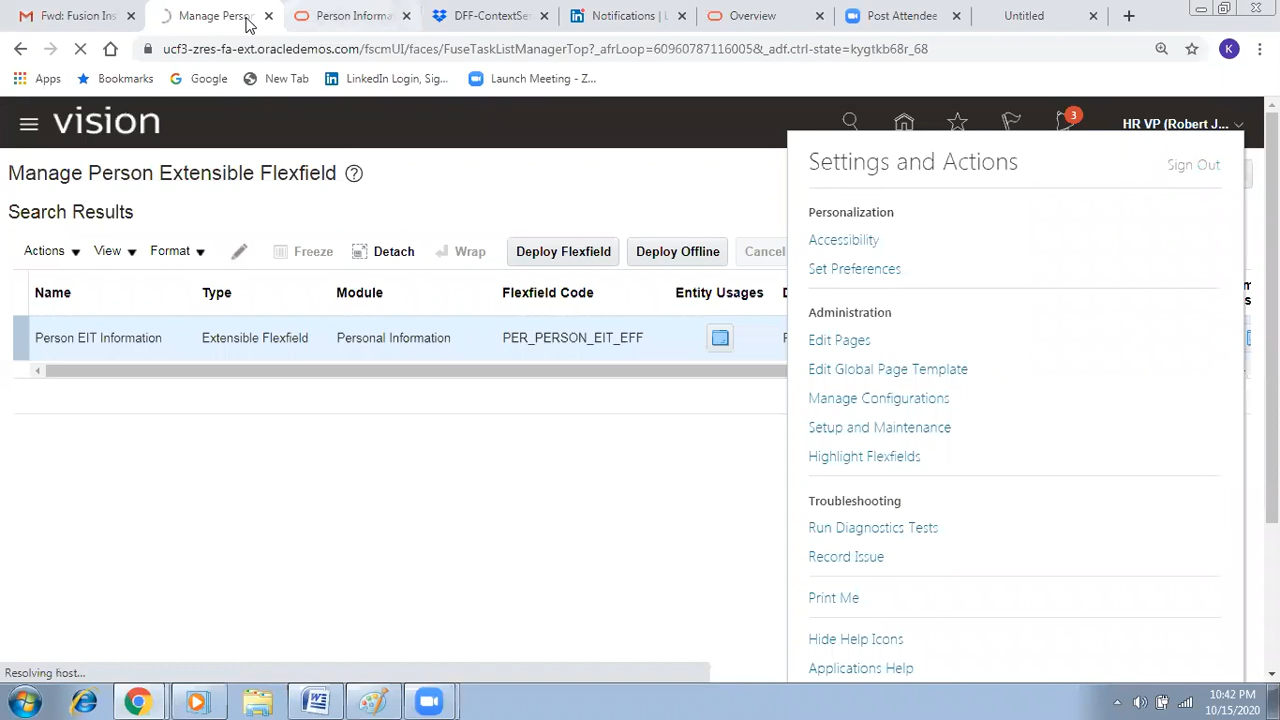 Fwd: Fusion Ins
Manage Perso
Person Informa
DFF-ContextSe
Notifications | L
Overview
Post Attendee
Untitled
ucf3-zres-fa-ext.oracledemos.com/fscmUI/faces/FuseTaskListManagerTop?_afrLoop=60960787116005&_adf.ctrl-state=kygtkb68r_68
K
Apps
Bookmarks
Google
New Tab
LinkedIn Login, Sig...
Launch Meeting - Z...
vision
3
HR VP (Robert J...
Manage Person Extensible Flexfield
Settings and Actions
Sign Out
Search Results
Personalization
Accessibility
Set Preferences
Actions
View
Format
Freeze
Detach
Wrap
Deploy Flexfield
Deploy Offline
Cancel
Name
Type
Module
Flexfield Code
Entity Usages
Person EIT Information
Extensible Flexfield
Personal Information
PER_PERSON_EIT_EFF
Administration
Edit Pages
Edit Global Page Template
Manage Configurations
Setup and Maintenance
Highlight Flexfields
Troubleshooting
Run Diagnostics Tests
Record Issue
Print Me
Hide Help Icons
Applications Help
Resolving host...
10:42 PM
10/15/2020